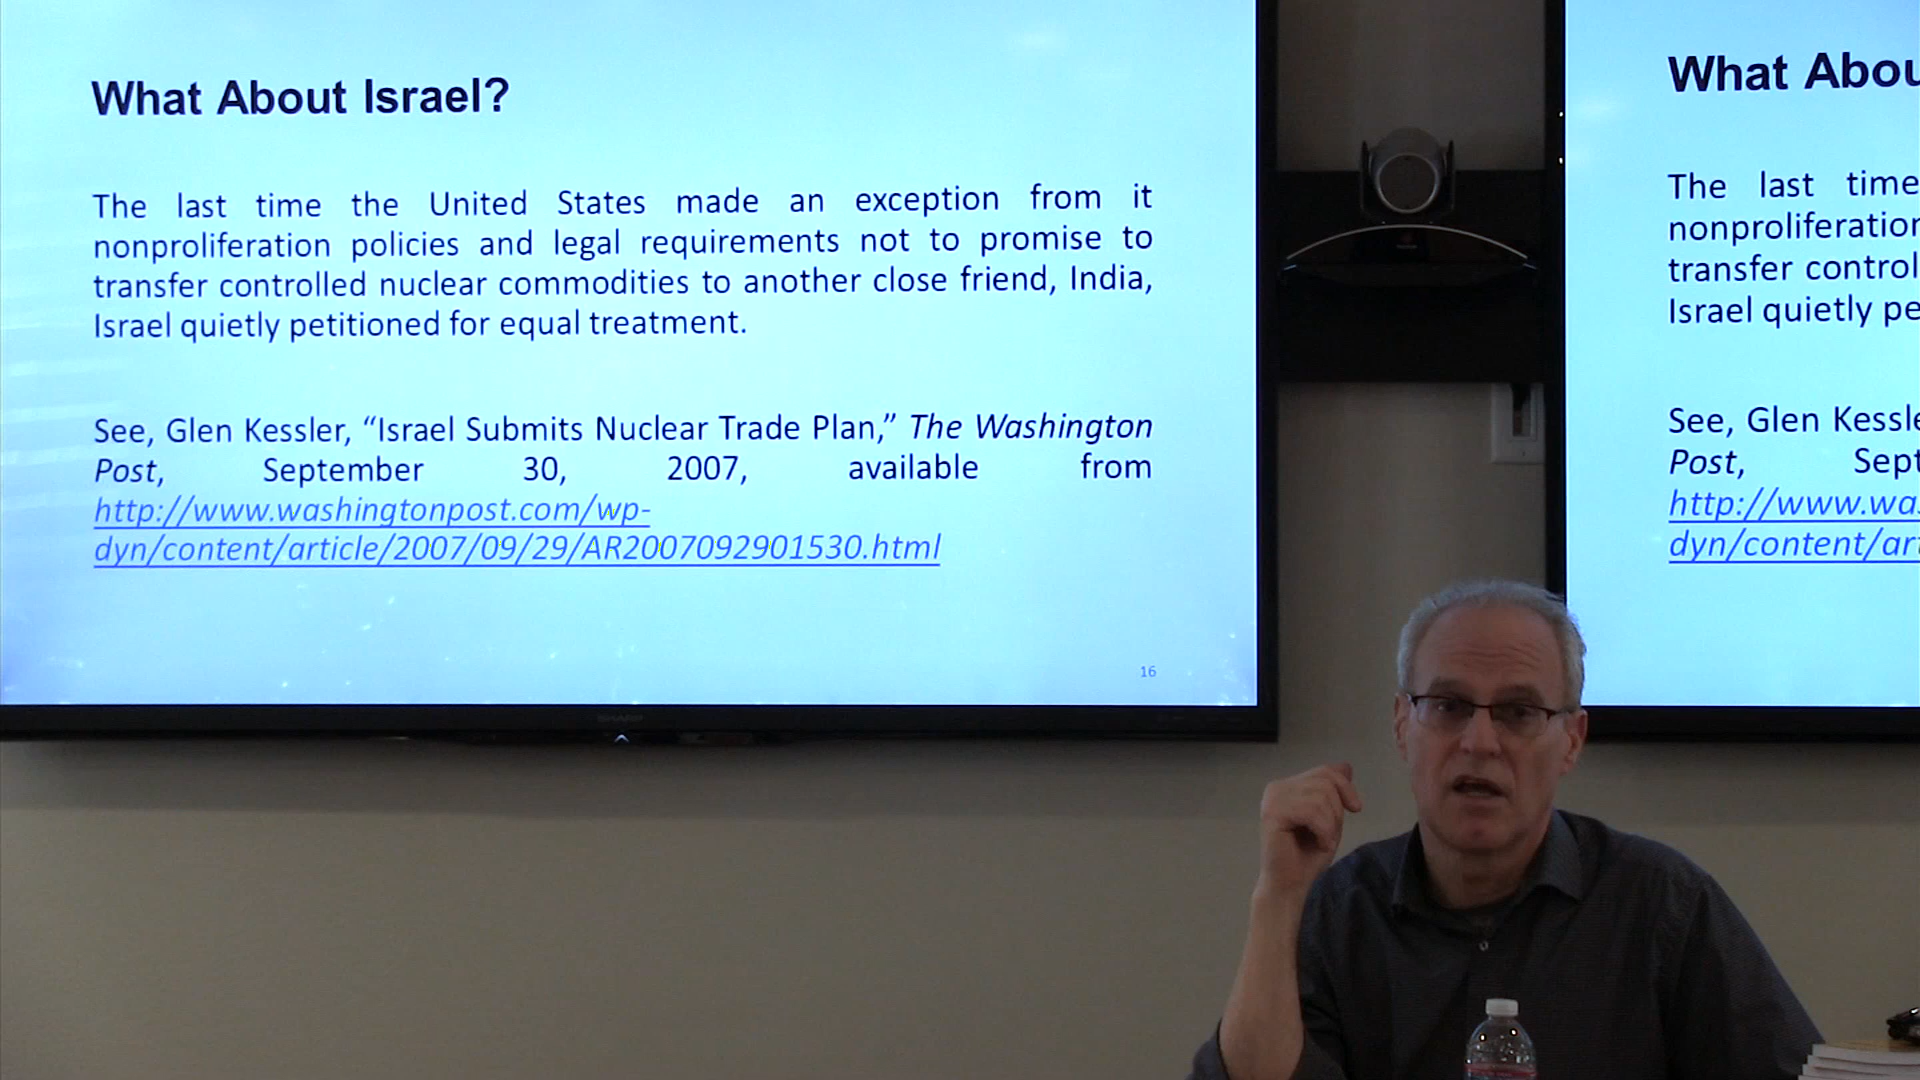 What About Israel?
The last time the United States made an exception from it
nonproliferation policies and legal requirements not to promise to
transfer controlled nuclear commodities to another close friend, India,
Israel quietly petitioned for equal treatment.
See, Glen Kessler, “Israel Submits Nuclear Trade Plan,” The Washington
Post, September 30, 2007, available from
http://www.washingtonpost.com/wp-
dyn/content/article/2007/09/29/AR2007092901530.html
16
SHARP
What Abou
The last time
nonproliferation
transfer control
Israel quietly pe
See, Glen Kessle
Post, Sept
http://www.was
dyn/content/art